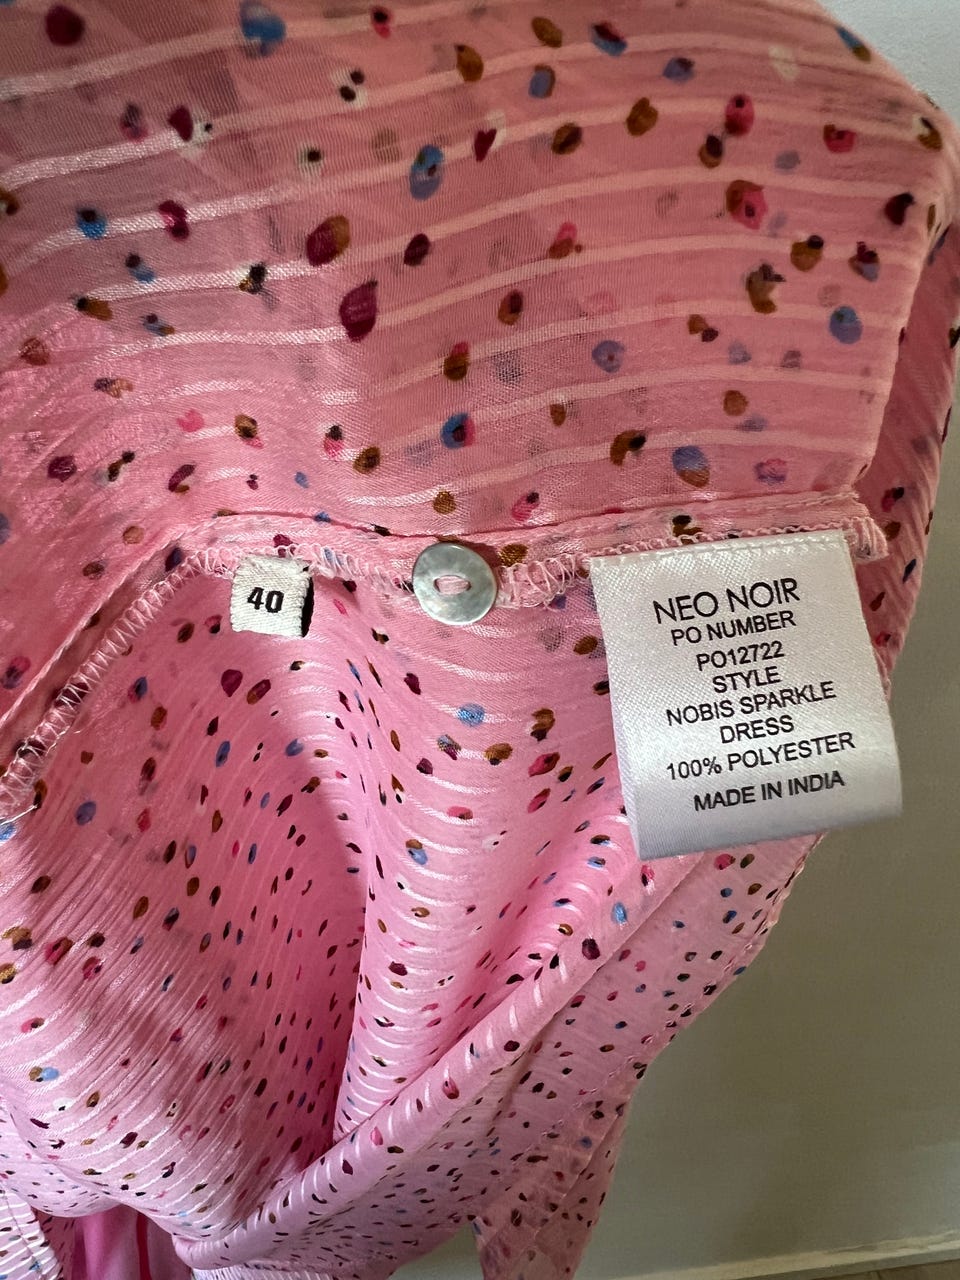 40
NEO NOIR
PO NUMBER
PO12722
STYLE
NOBIS SPARKLE
DRESS
100% POLYESTER
MADE IN INDIA